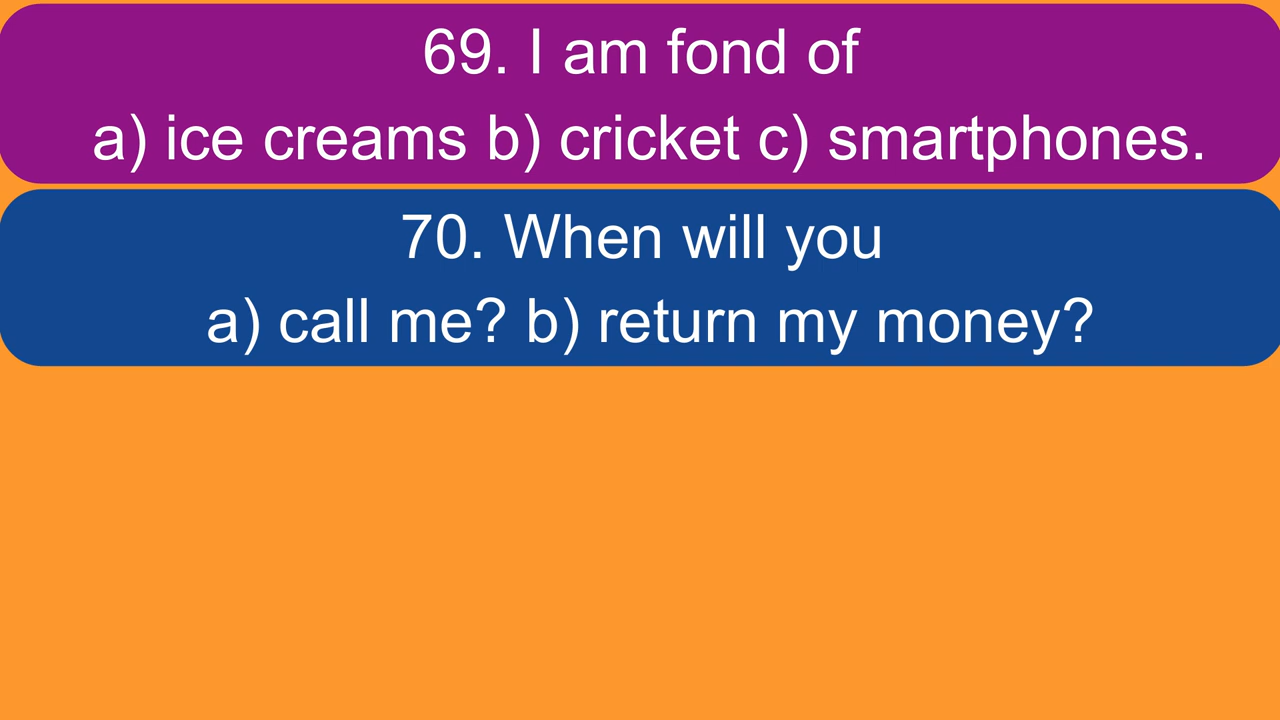 69. I am fond of
a) ice creams b) cricket c) smartphones.
70. When will you
a) call me? b) return my money?